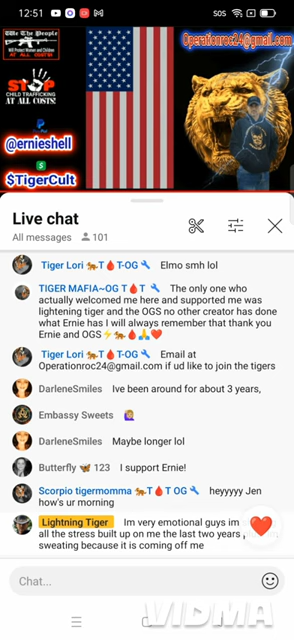 12:51
SOS
We The People
Will Protect Women and Children
AT ALL COSTS!
Operationroc24@gmail.com
STOP
CHILD TRAFFICKING
AT ALL COSTS!
@ernieshell
$TigerCult
Live chat
All messages 101
Tiger Lori 🐅T🩸T-OG🔧 Elmo smh lol
TIGER MAFIA~OG T🩸T 🔧 The only one who
actually welcomed me here and supported me was
lightning tiger and the OGS no other creator has done
what Ernie has I will always remember that thank you
Ernie and OGS⚡🐅🩸🙏❤️
Tiger Lori 🐅T🩸T-OG🔧 Email at
Operationroc24@gmail.com if ud like to join the tigers
DarleneSmiles Ive been around for about 3 years,
Embassy Sweets 🙋🏼‍♀️
DarleneSmiles Maybe longer lol
Butterfly 🦋 123 I support Ernie!
Scorpio tigermomma 🐅T🩸T OG🔧 heyyyy Jen
how's ur morning
Lightning Tiger Im very emotional guys im
all the stress built up on me the last two years
sweating because it is coming off me
Chat...
VIDMA